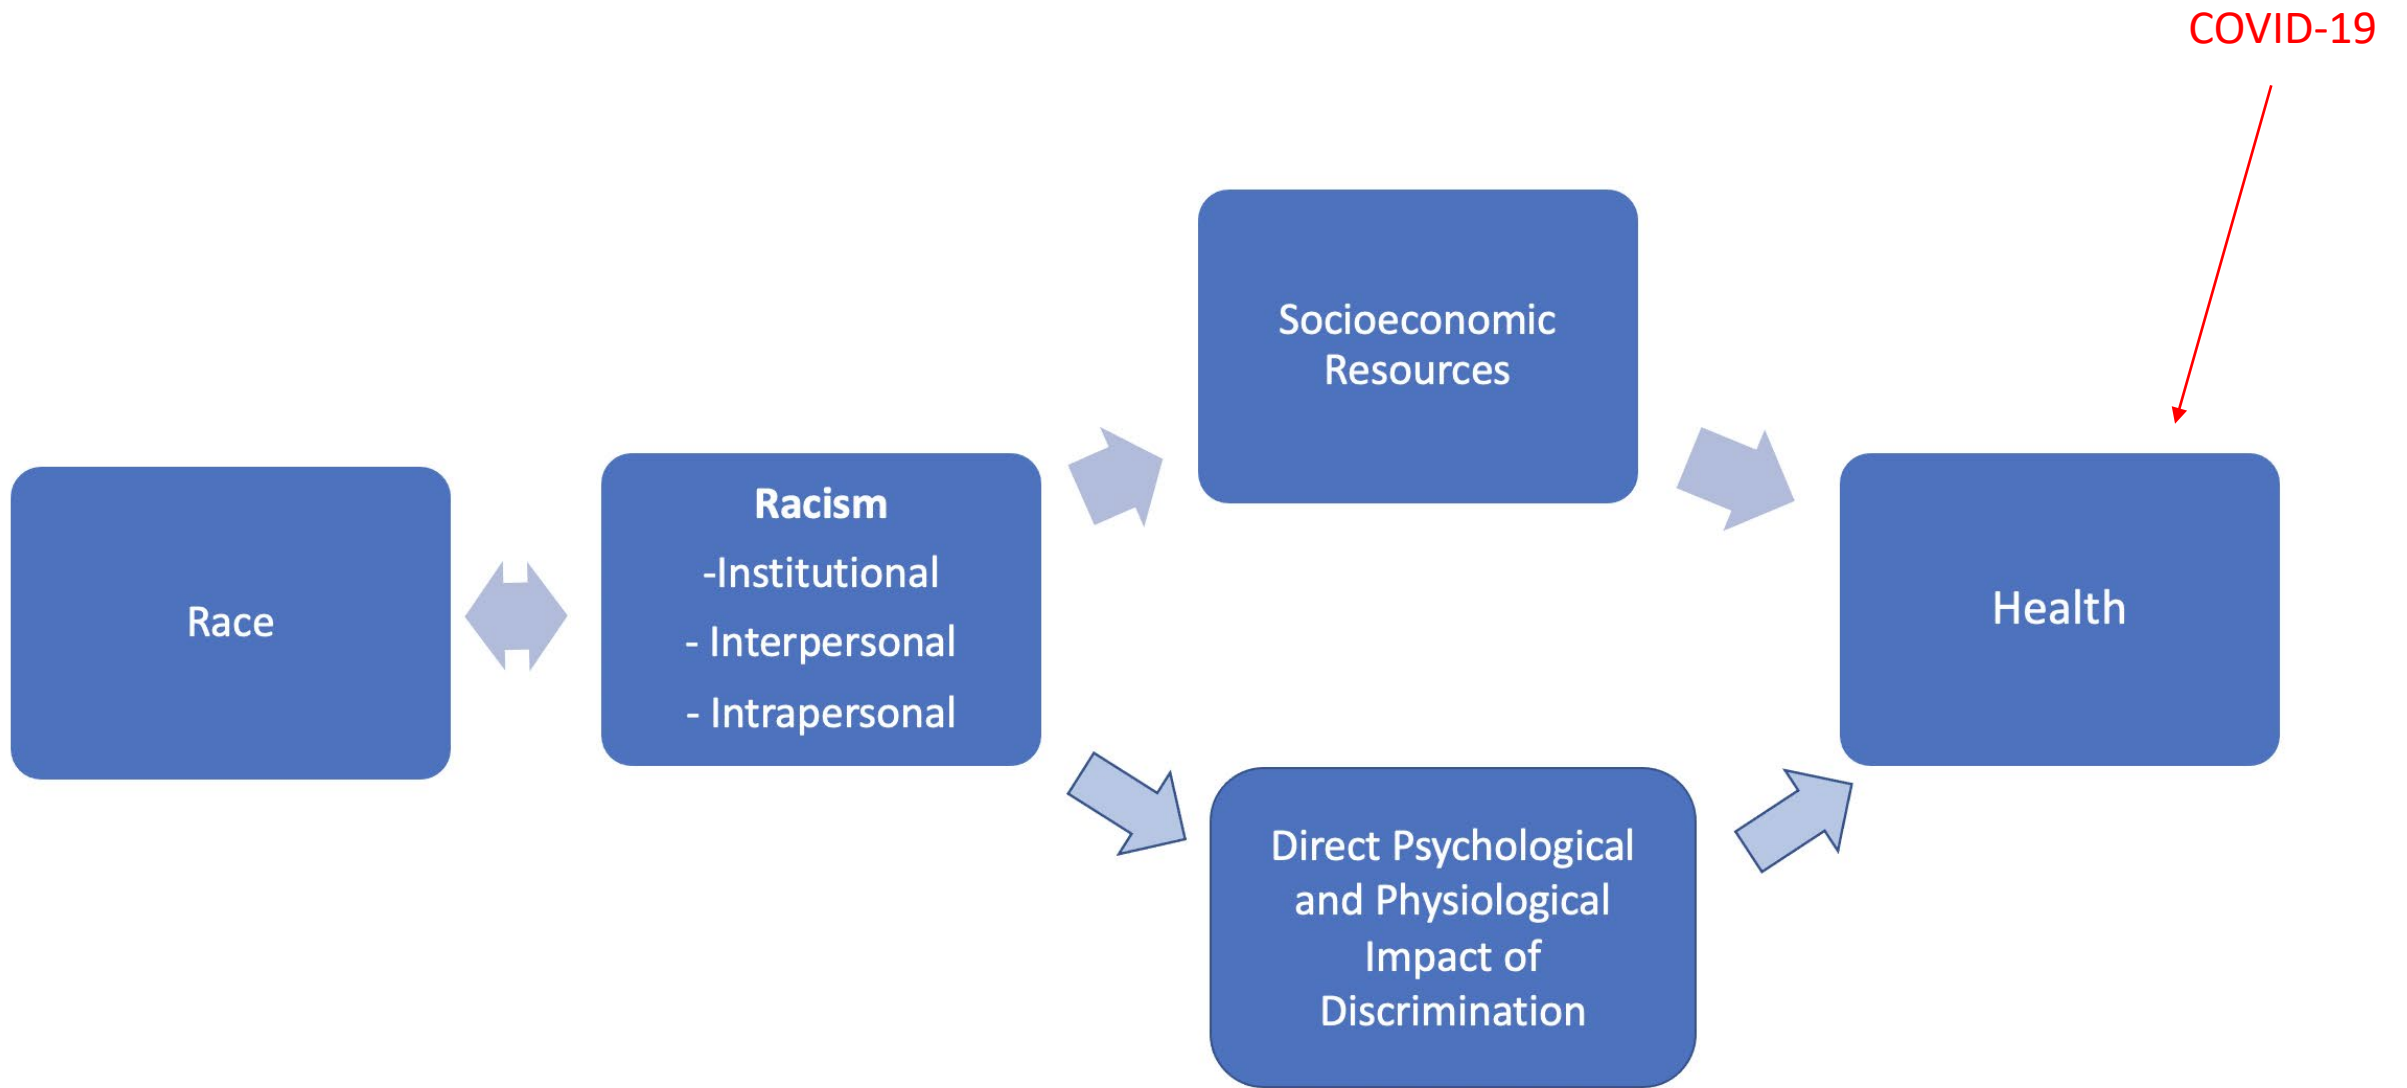 COVID-19
Race
Racism
-Institutional
- Interpersonal
- Intrapersonal
Socioeconomic
Resources
Direct Psychological
and Physiological
Impact of
Discrimination
Health